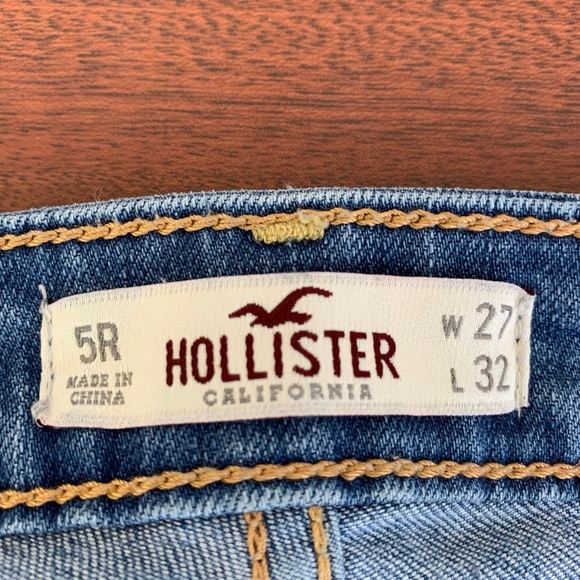 5R
MADE IN
CHINA
HOLLISTER
CALIFORNIA
W 27
L 32